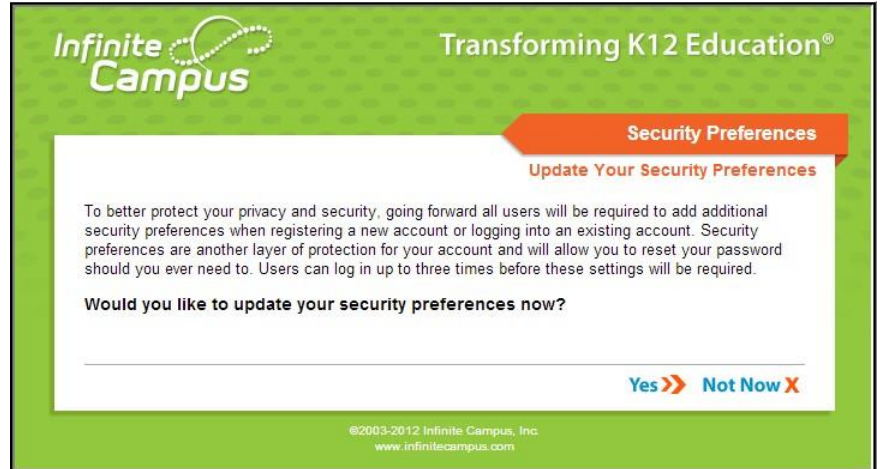 Infinite
Campus
Transforming K12 Education®
Security Preferences
Update Your Security Preferences
To better protect your privacy and security, going forward all users will be required to add additional
security preferences when registering a new account or logging into an existing account. Security
preferences are another layer of protection for your account and will allow you to reset your password
should you ever need to. Users can log in up to three times before these settings will be required.
Would you like to update your security preferences now?
Yes Not Now X
©2003-2012 Infinite Campus, Inc.
www.infinitecampus.com